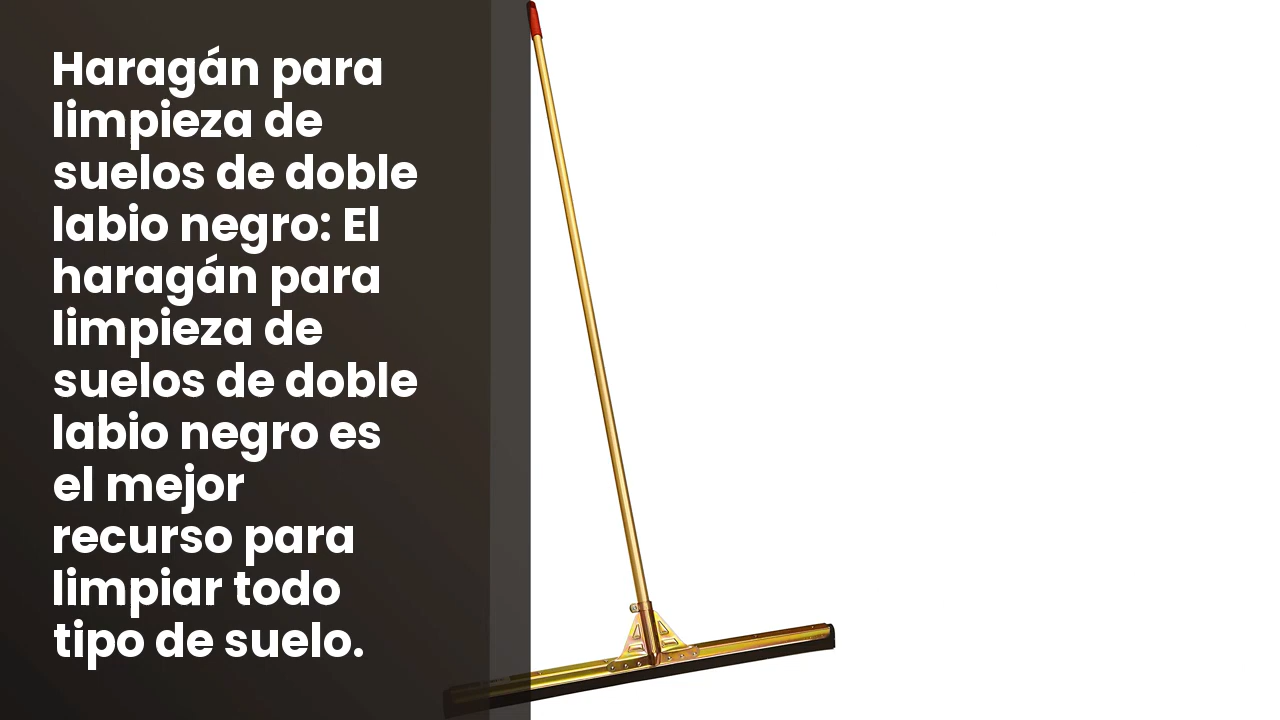 Haragán para
limpieza de
suelos de doble
labio negro: El
haragán para
limpieza de
suelos de doble
labio negro es
el mejor
recurso para
limpiar todo
tipo de suelo.